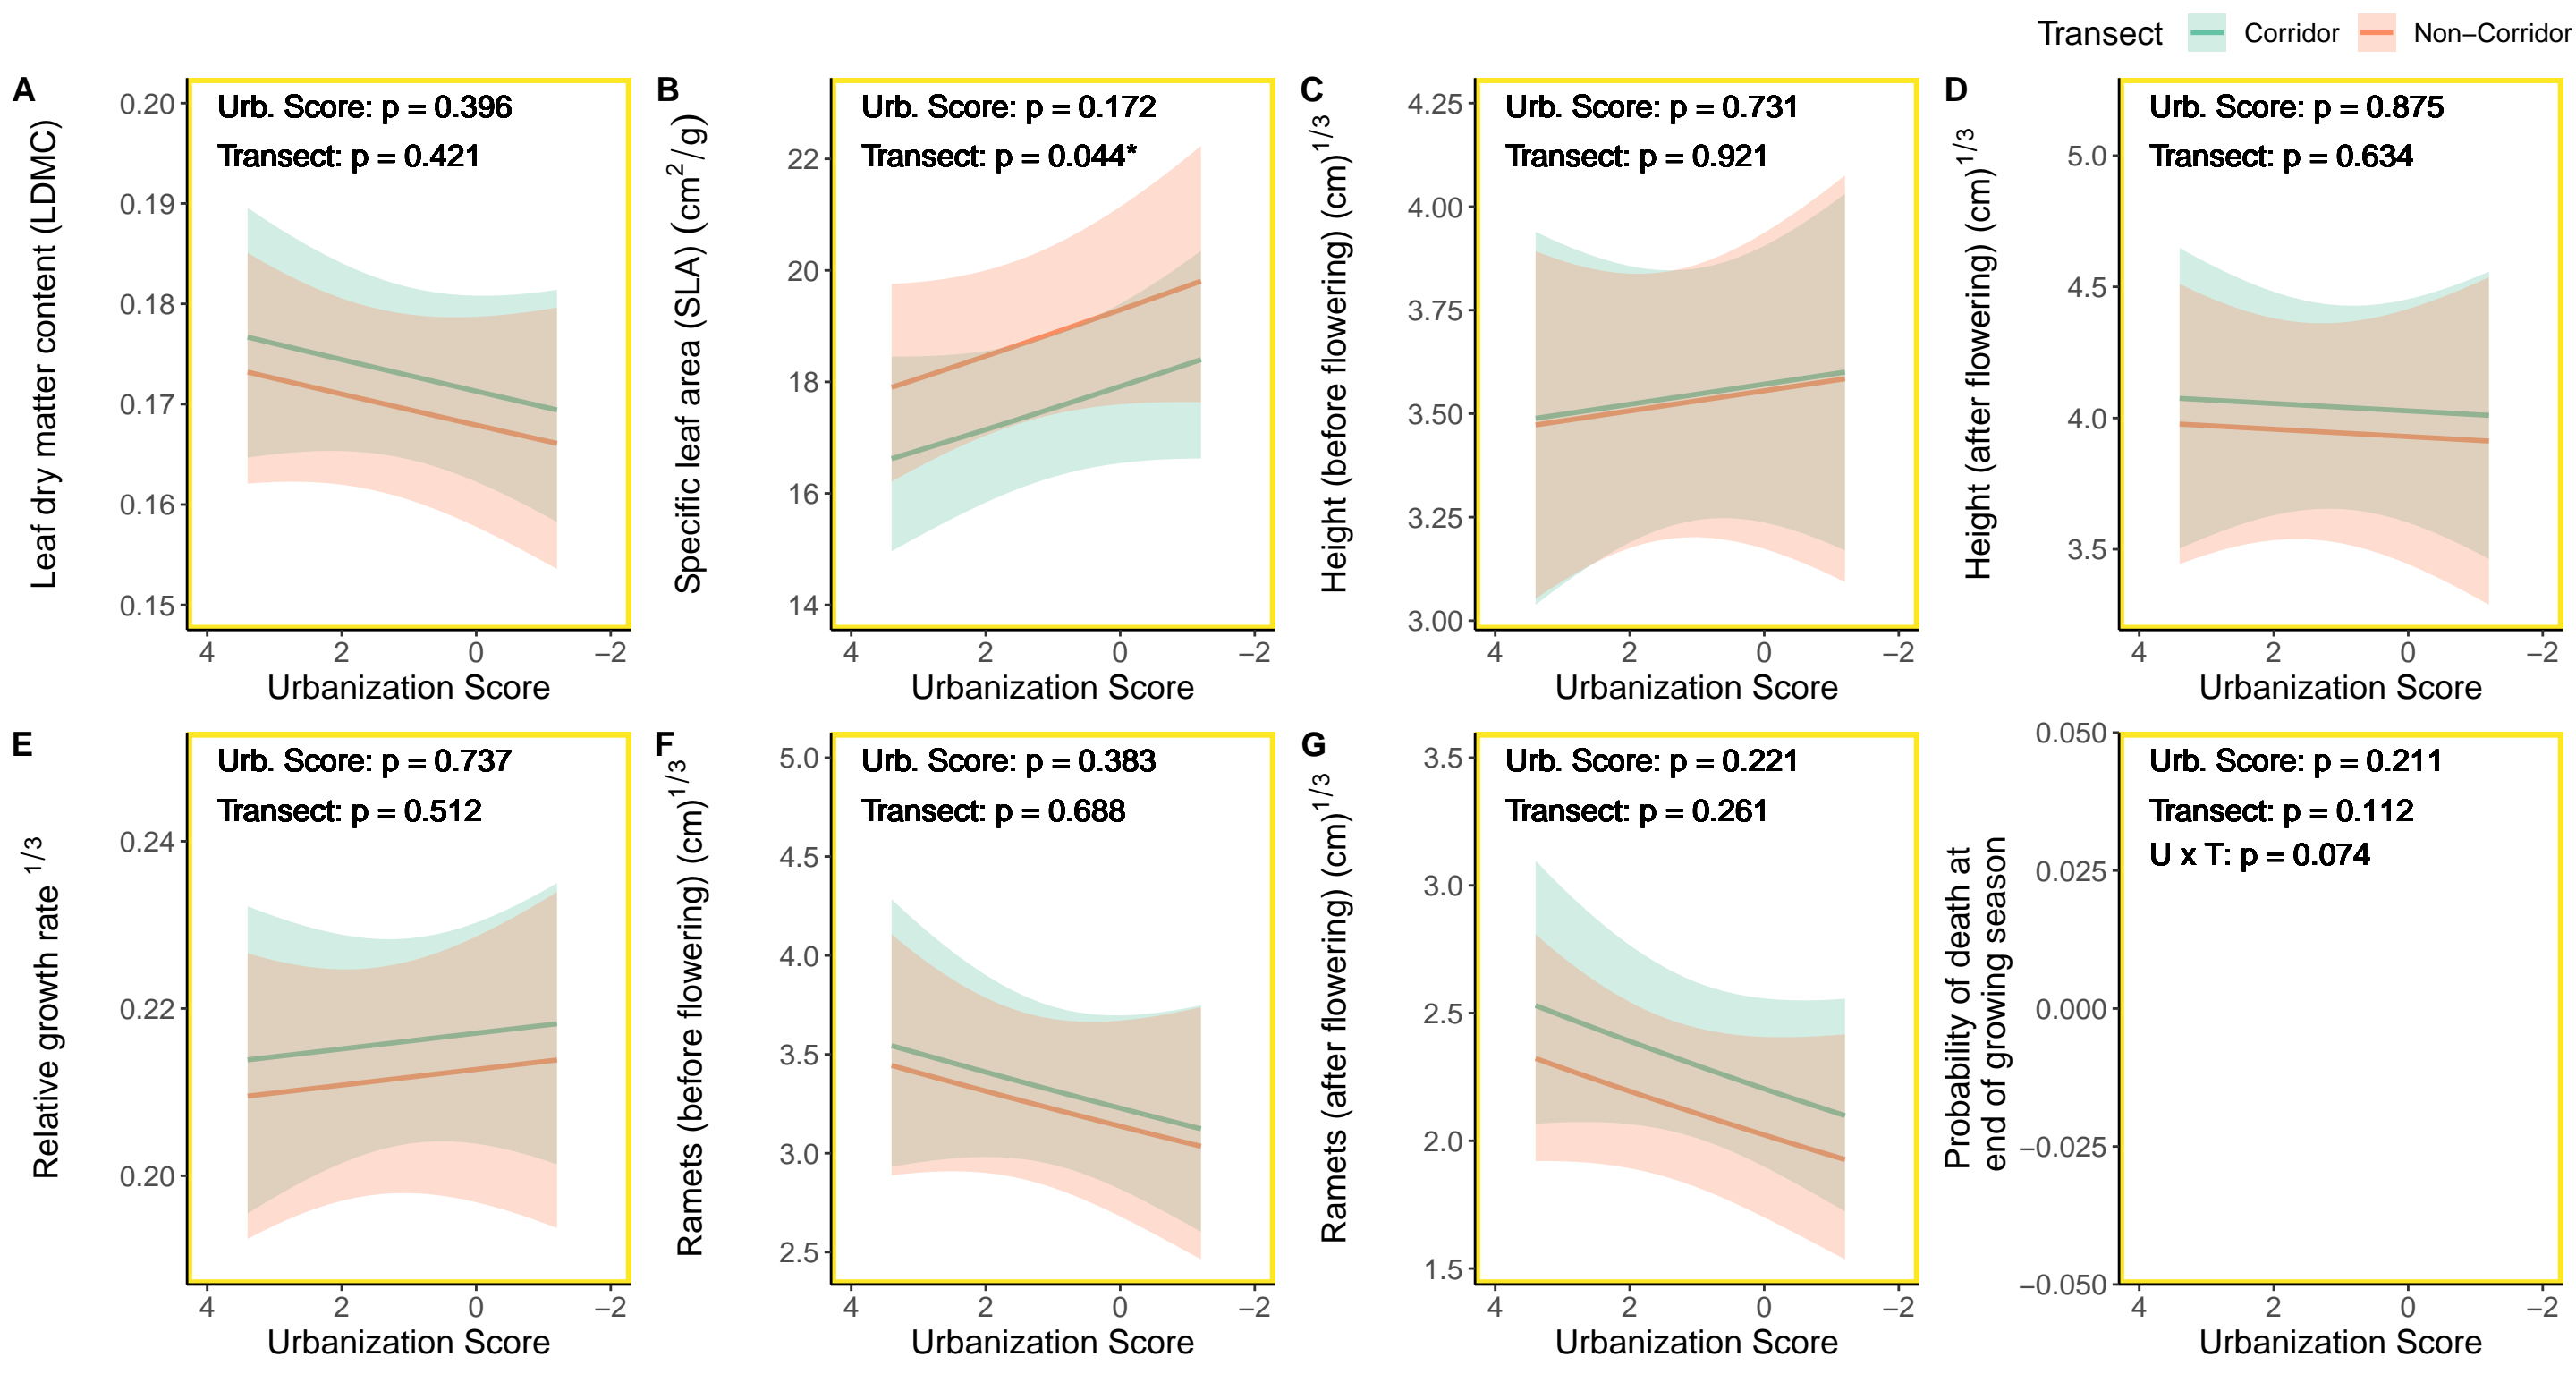 Transect Corridor Non−Corridor
A
Urb. Score: p = 0.396
Transect: p = 0.421
Leaf dry matter content (LDMC)
0.20
0.19
0.18
0.17
0.16
0.15
4 2 0 −2
Urbanization Score
B
Urb. Score: p = 0.172
Transect: p = 0.044*
Specific leaf area (SLA) (cm²/g)
22
20
18
16
14
4 2 0 −2
Urbanization Score
C
Urb. Score: p = 0.731
Transect: p = 0.921
Height (before flowering) (cm)^1/3
4.25
4.00
3.75
3.50
3.25
3.00
4 2 0 −2
Urbanization Score
D
Urb. Score: p = 0.875
Transect: p = 0.634
Height (after flowering) (cm)^1/3
5.0
4.5
4.0
3.5
4 2 0 −2
Urbanization Score
E
Urb. Score: p = 0.737
Transect: p = 0.512
Relative growth rate ^1/3
0.24
0.22
0.20
4 2 0 −2
Urbanization Score
F
Urb. Score: p = 0.383
Transect: p = 0.688
Ramets (before flowering) (cm)^1/3
5.0
4.5
4.0
3.5
3.0
2.5
4 2 0 −2
Urbanization Score
G
Urb. Score: p = 0.221
Transect: p = 0.261
Ramets (after flowering) (cm)^1/3
3.5
3.0
2.5
2.0
1.5
4 2 0 −2
Urbanization Score
Urb. Score: p = 0.211
Transect: p = 0.112
U x T: p = 0.074
Probability of death at
end of growing season
0.050
0.025
0.000
−0.025
−0.050
4 2 0 −2
Urbanization Score